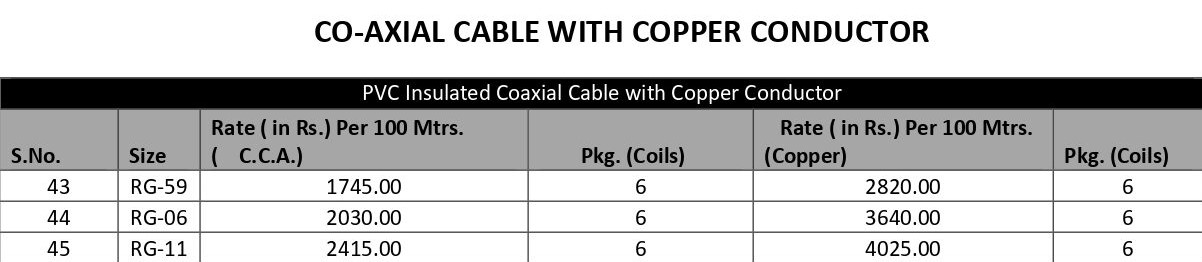 CO-AXIAL CABLE WITH COPPER CONDUCTOR
PVC Insulated Coaxial Cable with Copper Conductor
S.No. Size Rate ( in Rs.) Per 100 Mtrs. ( C.C.A.) Pkg. (Coils) Rate ( in Rs.) Per 100 Mtrs. (Copper) Pkg. (Coils)
43 RG-59 1745.00 6 2820.00 6
44 RG-06 2030.00 6 3640.00 6
45 RG-11 2415.00 6 4025.00 6